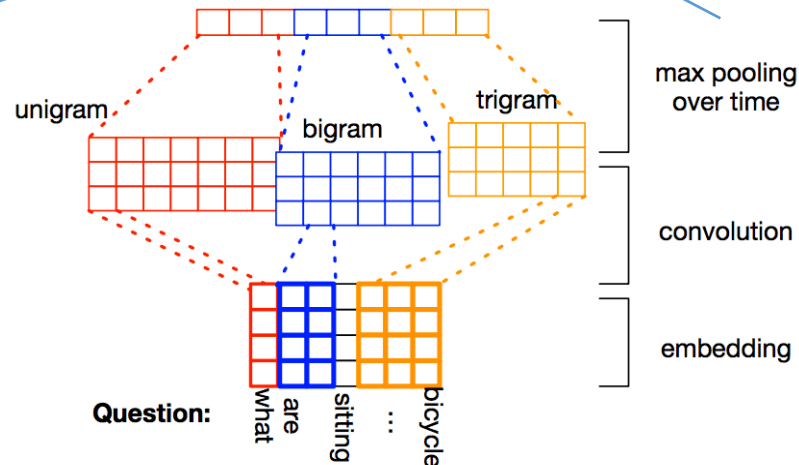 unigram
bigram
trigram
max pooling
over time
convolution
embedding
Question:
what
are
sitting
...
bicycle